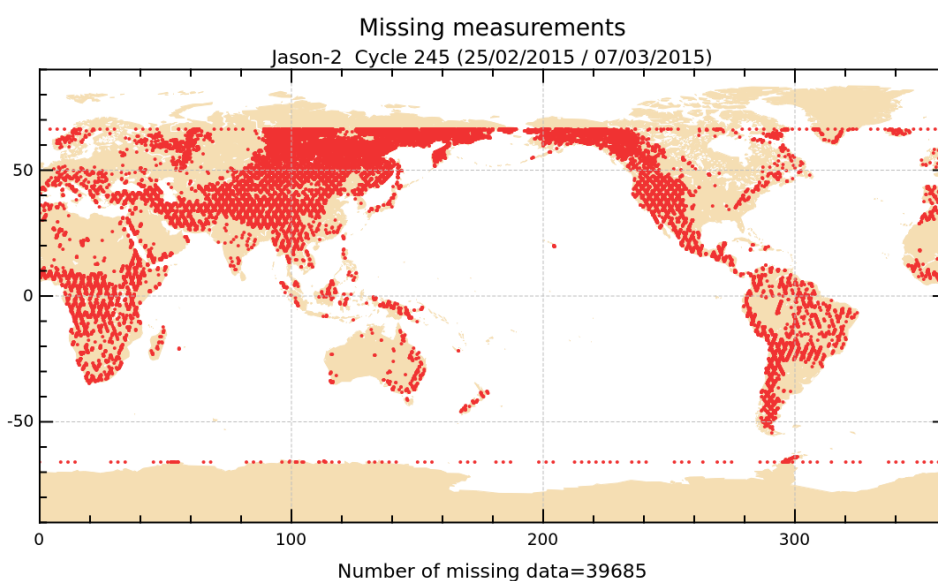 Missing measurements
Jason-2  Cycle 245 (25/02/2015 / 07/03/2015)
50
0
-50
0 100 200 300
Number of missing data=39685